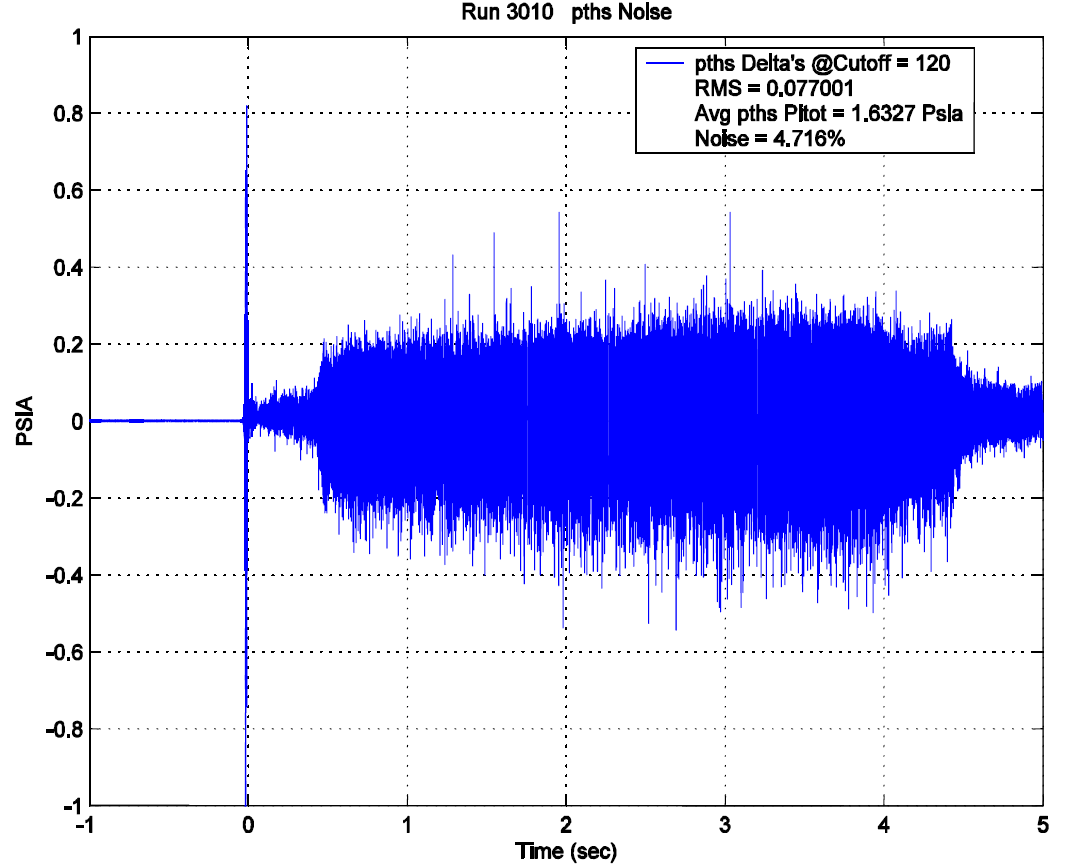 Run 3010 pths Noise
pths Delta's @Cutoff = 120
RMS = 0.077001
Avg pths Pitot = 1.6327 Psia
Noise = 4.716%
1
0.8
0.6
0.4
0.2
0
-0.2
-0.4
-0.6
-0.8
-1
PSIA
-1 0 1 2 3 4 5
Time (sec)